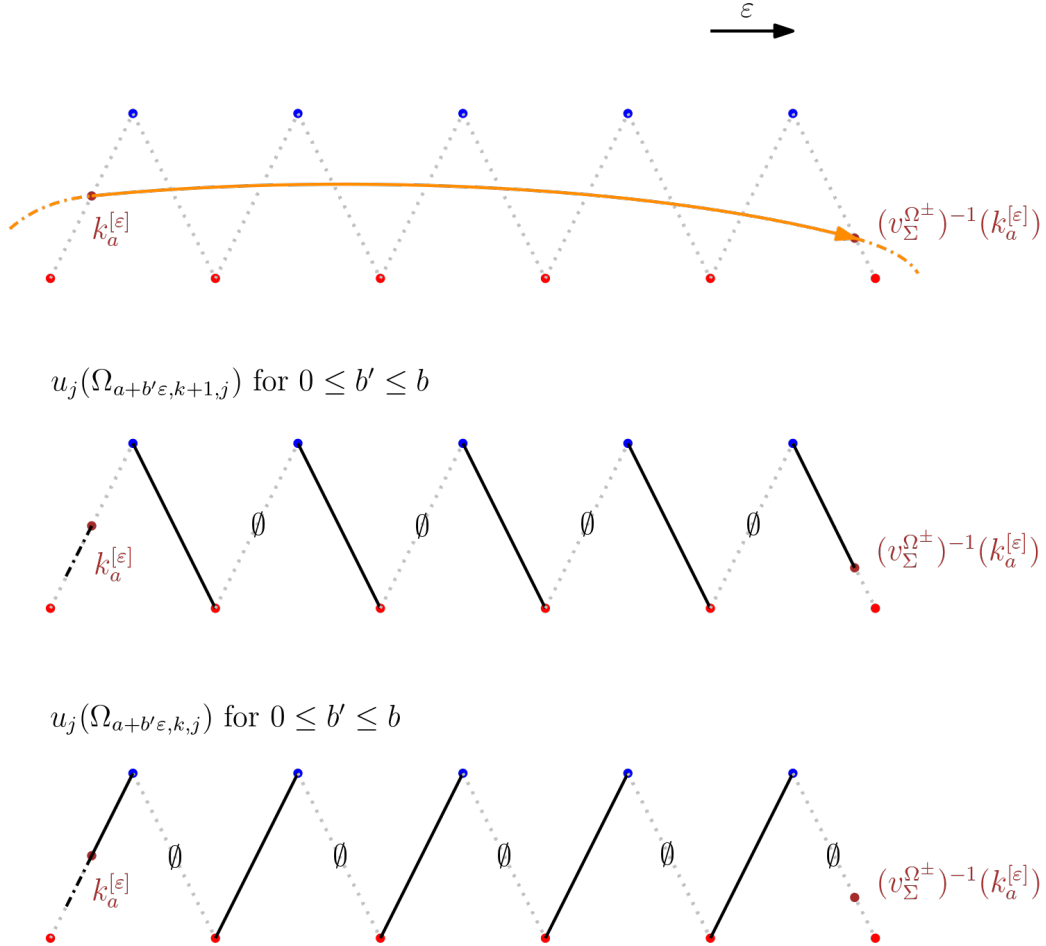 ε
k_a^{[ε]} (v_Σ^{Ω^±})^{-1}(k_a^{[ε]})
u_j(Ω_{a+b'ε,k+1,j}) for 0 ≤ b' ≤ b
∅ ∅ ∅ ∅
k_a^{[ε]} (v_Σ^{Ω^±})^{-1}(k_a^{[ε]})
u_j(Ω_{a+b'ε,k,j}) for 0 ≤ b' ≤ b
∅ ∅ ∅ ∅ ∅
k_a^{[ε]} (v_Σ^{Ω^±})^{-1}(k_a^{[ε]})